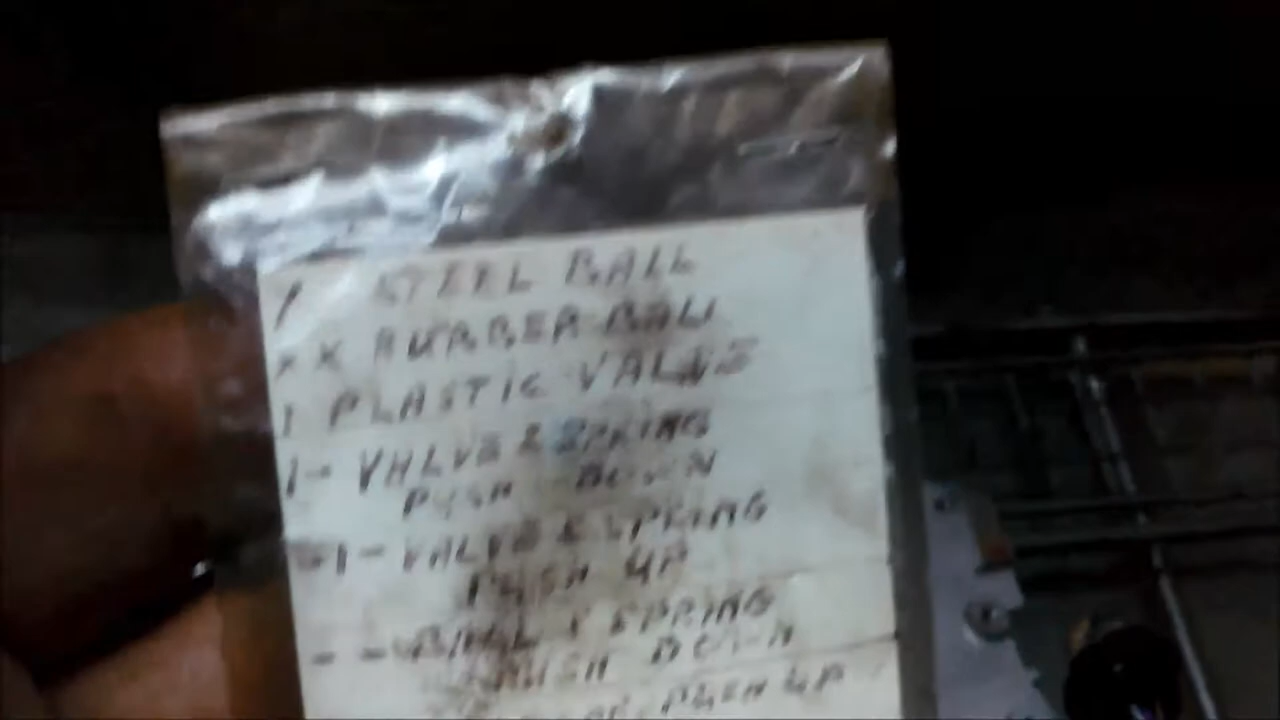 1 STEEL BALL
x x RUBBER BALL
1 PLASTIC VALVE
1- VALVE & SPRING
PUSH DOWN
-1- VALVE & SPRING
PUSH UP
- - BALL & SPRING
PUSH DOWN
PUSH UP